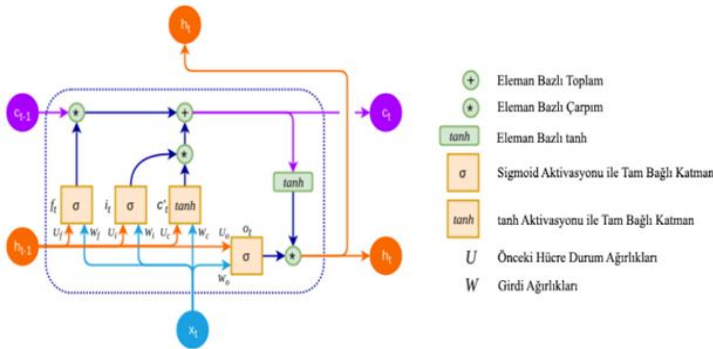 h_t
c_{t-1}
*
+
c_t
*
tanh
f_t
σ
i_t
σ
c'_t
tanh
U_f
W_f
U_i
W_i
U_c
W_c
U_o
o_t
h_{t-1}
σ
*
h_t
W_o
x_t
+ Eleman Bazlı Toplam
* Eleman Bazlı Çarpım
tanh Eleman Bazlı tanh
σ Sigmoid Aktivasyonu ile Tam Bağlı Katman
tanh tanh Aktivasyonu ile Tam Bağlı Katman
U Önceki Hücre Durum Ağırlıkları
W Girdi Ağırlıkları